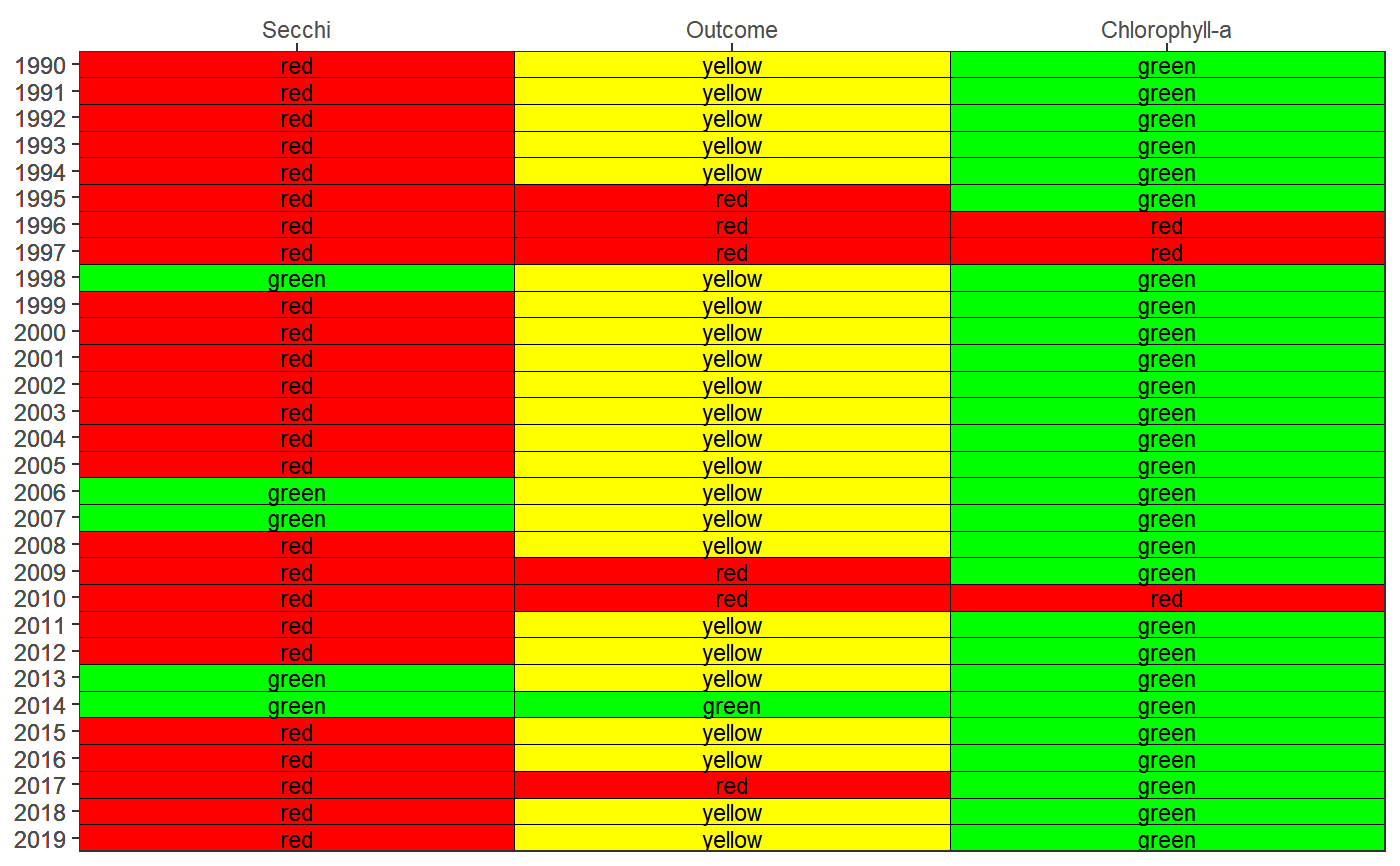 Secchi Outcome Chlorophyll-a
1990 red yellow green
1991 red yellow green
1992 red yellow green
1993 red yellow green
1994 red yellow green
1995 red red green
1996 red red red
1997 red red red
1998 green yellow green
1999 red yellow green
2000 red yellow green
2001 red yellow green
2002 red yellow green
2003 red yellow green
2004 red yellow green
2005 red yellow green
2006 green yellow green
2007 green yellow green
2008 red yellow green
2009 red red green
2010 red red red
2011 red yellow green
2012 red yellow green
2013 green yellow green
2014 green green green
2015 red yellow green
2016 red yellow green
2017 red red green
2018 red yellow green
2019 red yellow green